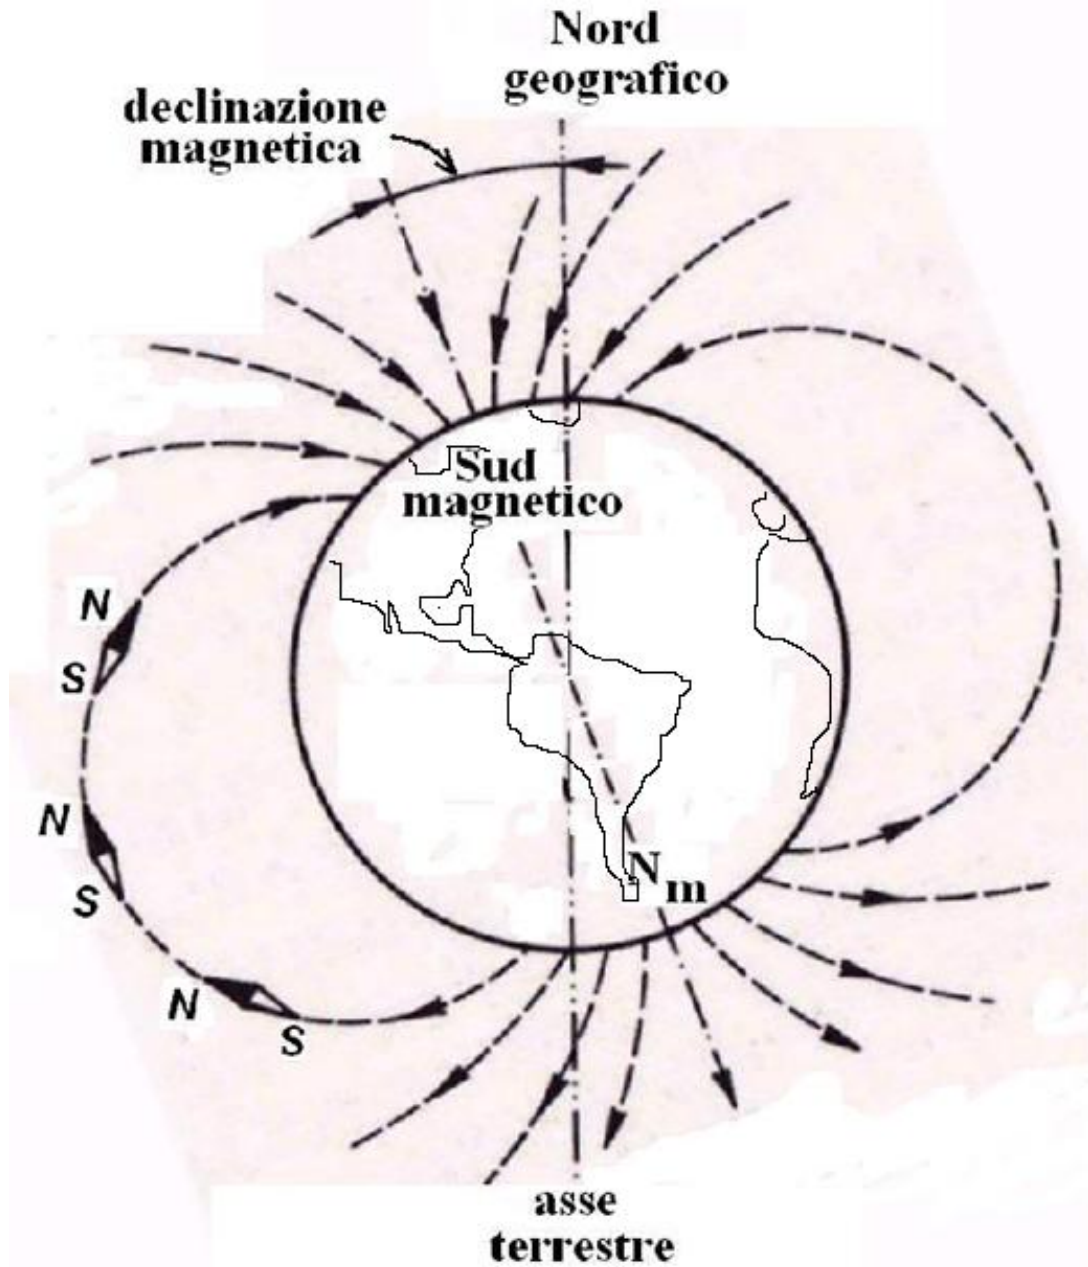 Nord
geografico
declinazione
magnetica
Sud
magnetico
N
S
N
S
N
S
Nm
asse
terrestre